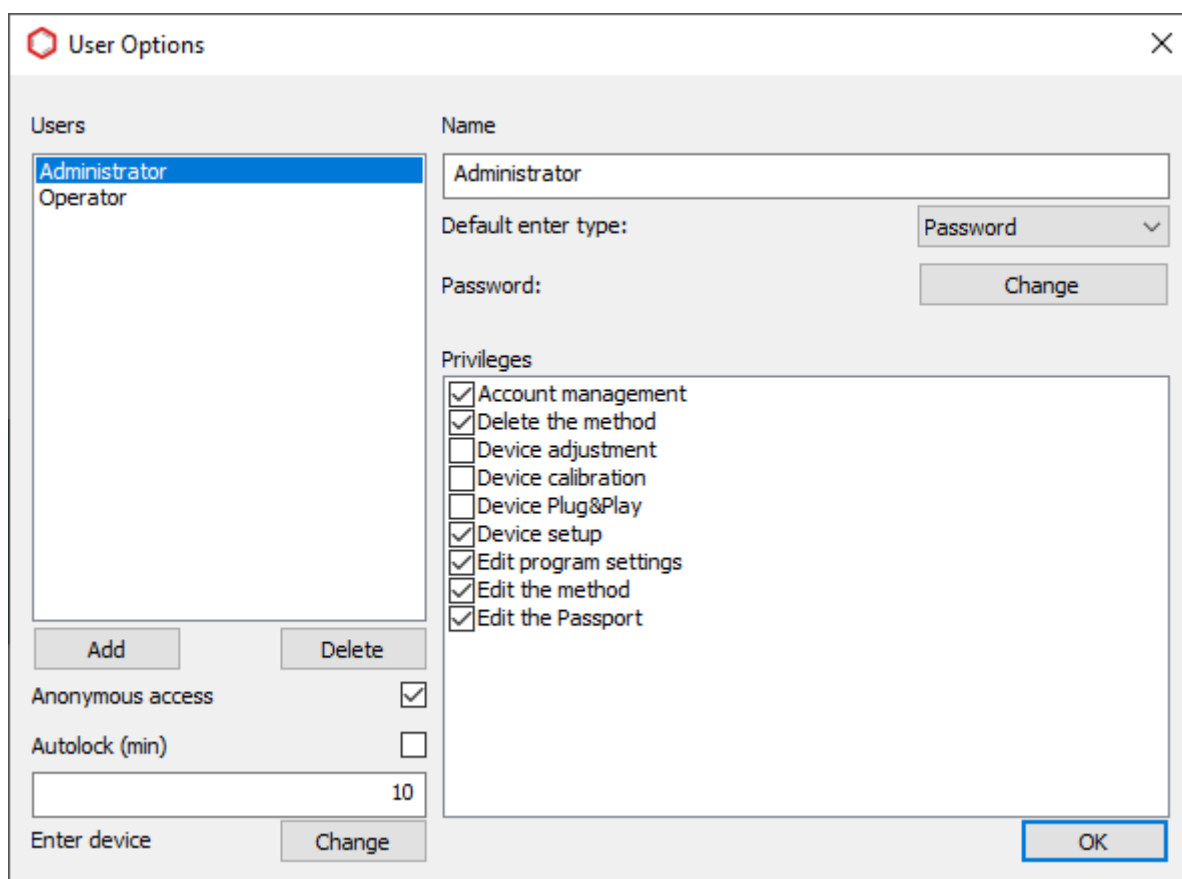 User Options
Users
Administrator
Operator
Add
Delete
Anonymous access
Autolock (min)
10
Enter device
Change
Name
Administrator
Default enter type:
Password
Password:
Change
Privileges
Account management
Delete the method
Device adjustment
Device calibration
Device Plug&Play
Device setup
Edit program settings
Edit the method
Edit the Passport
OK